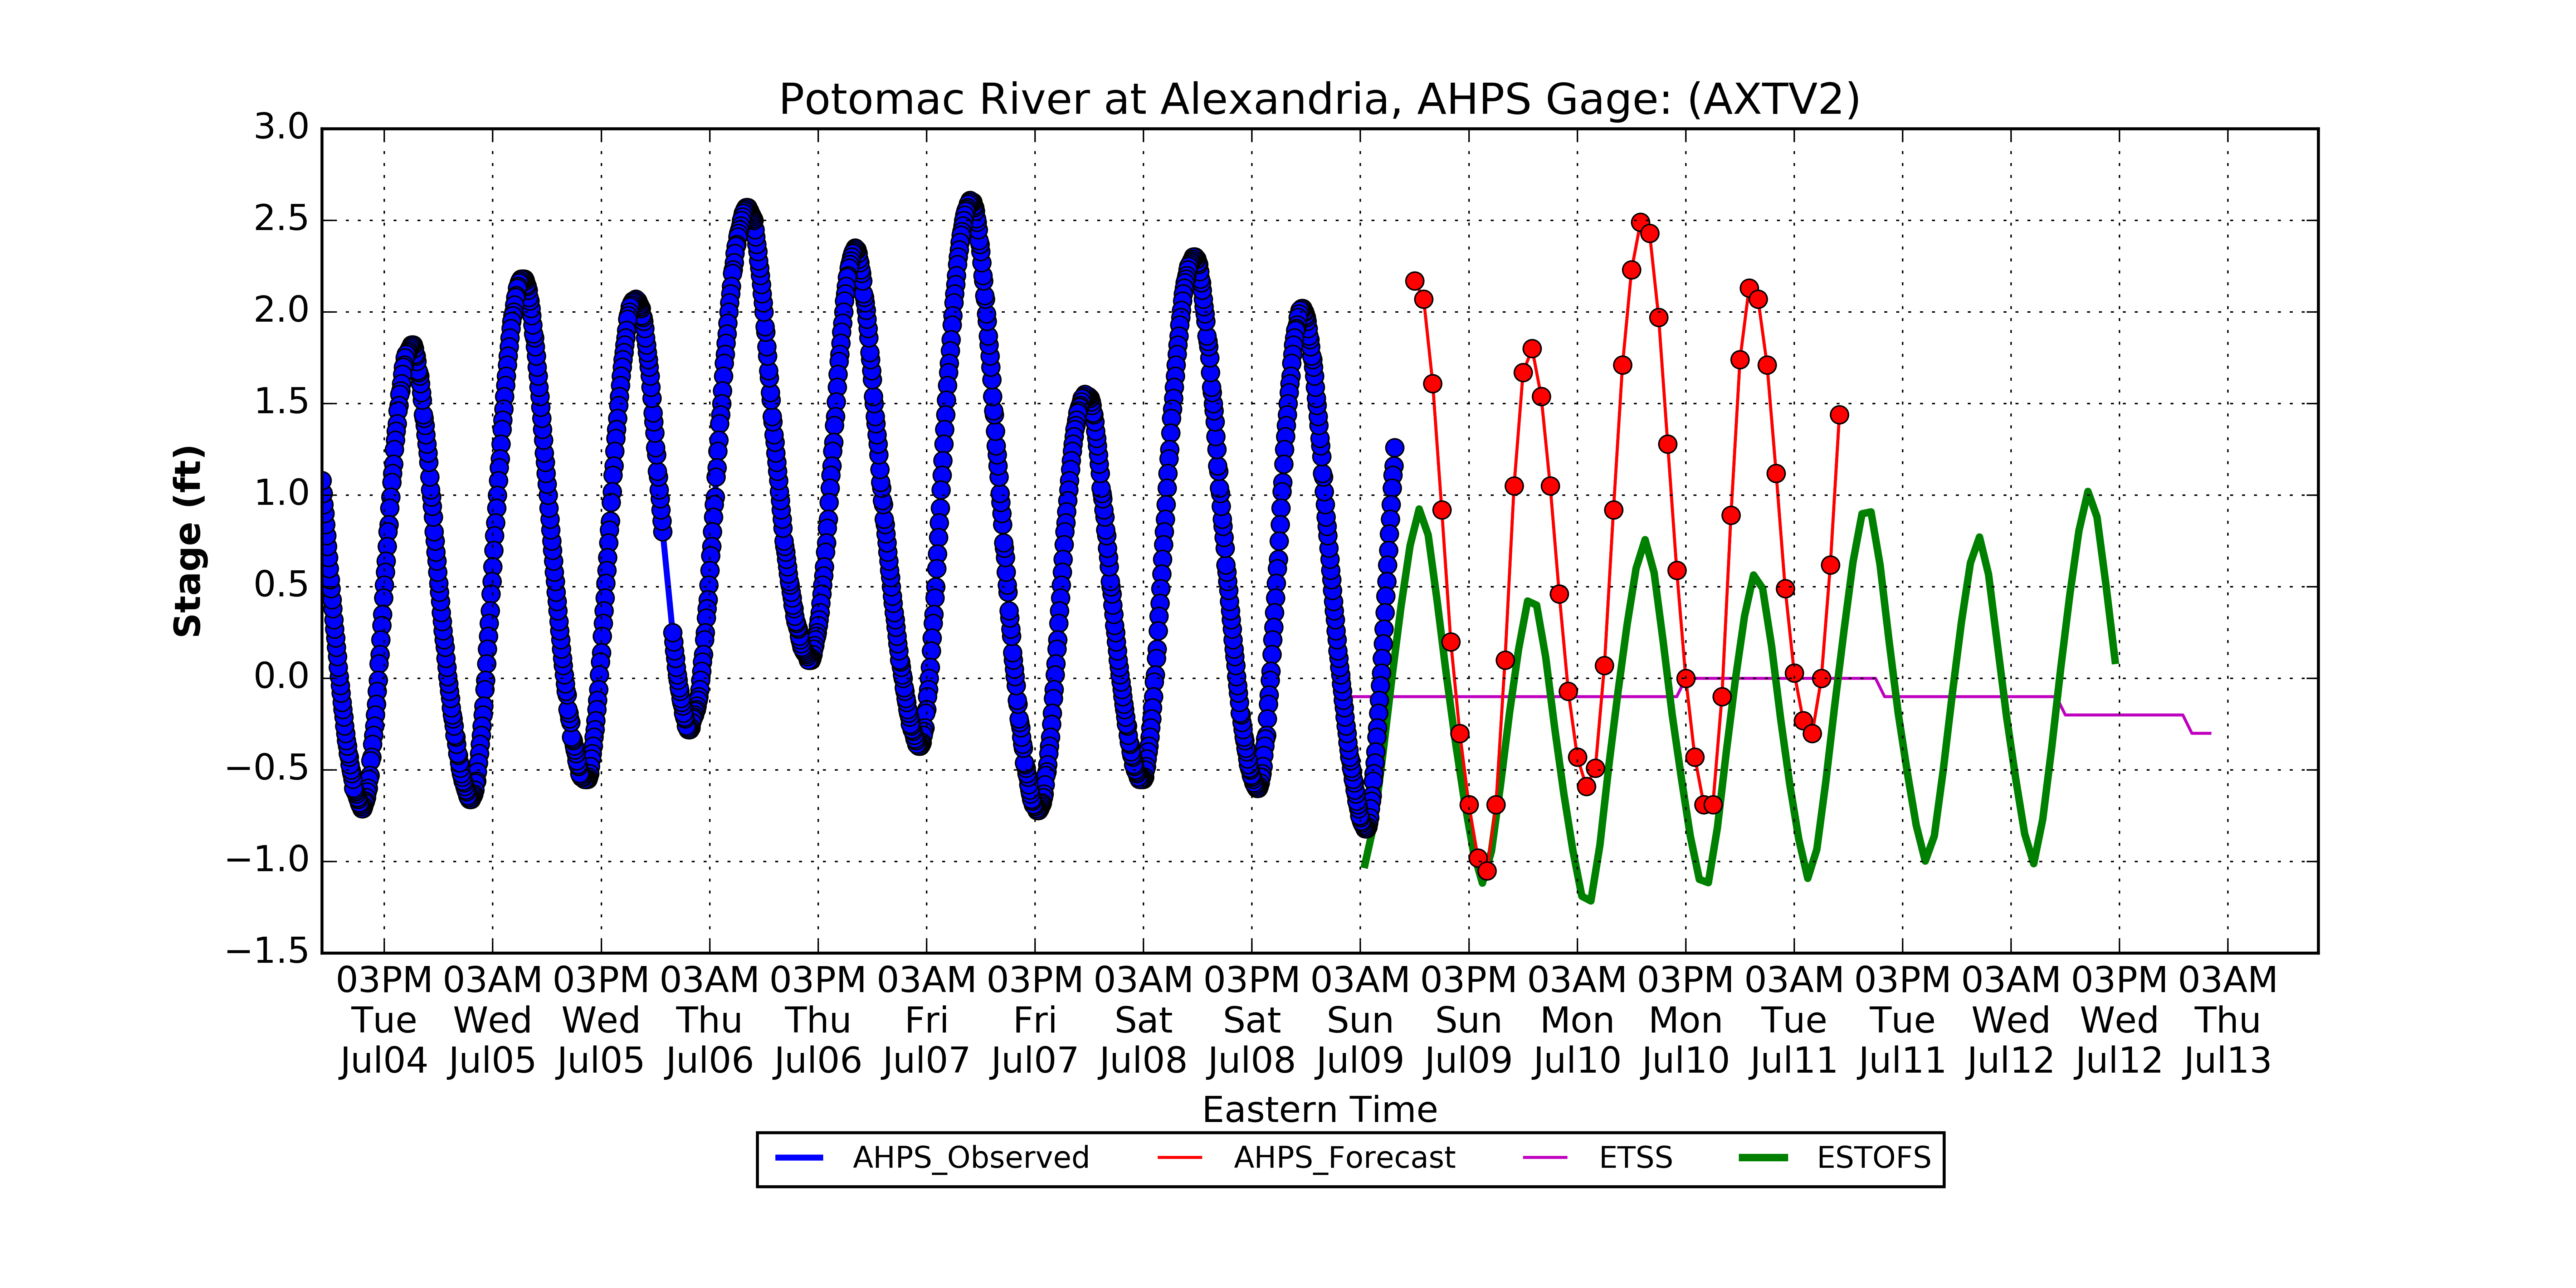 Potomac River at Alexandria, AHPS Gage: (AXTV2)
3.0
2.5
2.0
1.5
1.0
0.5
0.0
−0.5
−1.0
−1.5
Stage (ft)
03PM 03AM 03PM 03AM 03PM 03AM 03PM 03AM 03PM 03AM 03PM 03AM 03PM 03AM 03PM 03AM 03PM 03AM
Tue Wed Wed Thu Thu Fri Fri Sat Sat Sun Sun Mon Mon Tue Tue Wed Wed Thu
Jul04 Jul05 Jul05 Jul06 Jul06 Jul07 Jul07 Jul08 Jul08 Jul09 Jul09 Jul10 Jul10 Jul11 Jul11 Jul12 Jul12 Jul13
Eastern Time
AHPS_Observed AHPS_Forecast ETSS ESTOFS